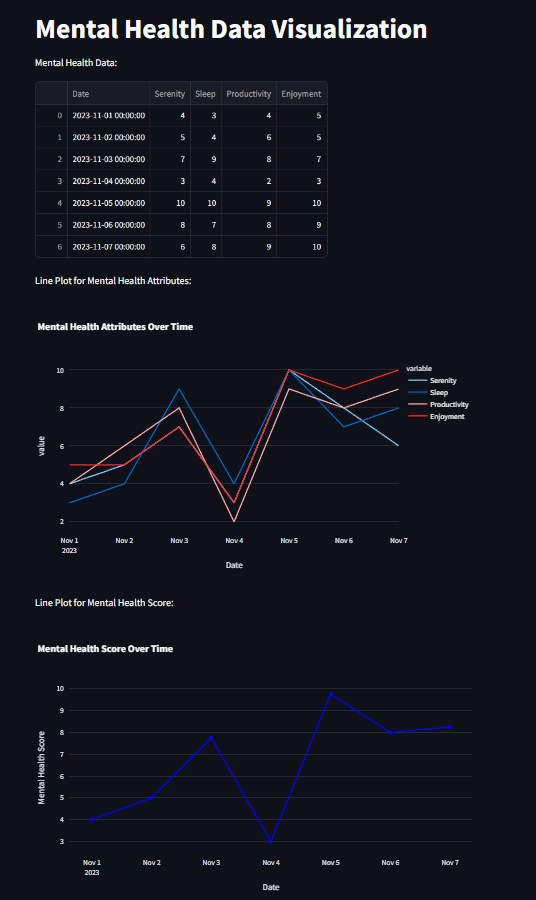 Mental Health Data Visualization
Mental Health Data:
Date Serenity Sleep Productivity Enjoyment
0 2023-11-01 00:00:00 4 3 4 5
1 2023-11-02 00:00:00 5 4 6 5
2 2023-11-03 00:00:00 7 9 8 7
3 2023-11-04 00:00:00 3 4 2 3
4 2023-11-05 00:00:00 10 10 9 10
5 2023-11-06 00:00:00 8 7 8 9
6 2023-11-07 00:00:00 6 8 9 10
Line Plot for Mental Health Attributes:
Mental Health Attributes Over Time
10
8
6
4
2
value
Nov 1 Nov 2 Nov 3 Nov 4 Nov 5 Nov 6 Nov 7
2023
Date
variable
Serenity
Sleep
Productivity
Enjoyment
Line Plot for Mental Health Score:
Mental Health Score Over Time
10
9
8
7
6
5
4
3
Mental Health Score
Nov 1 Nov 2 Nov 3 Nov 4 Nov 5 Nov 6 Nov 7
2023
Date